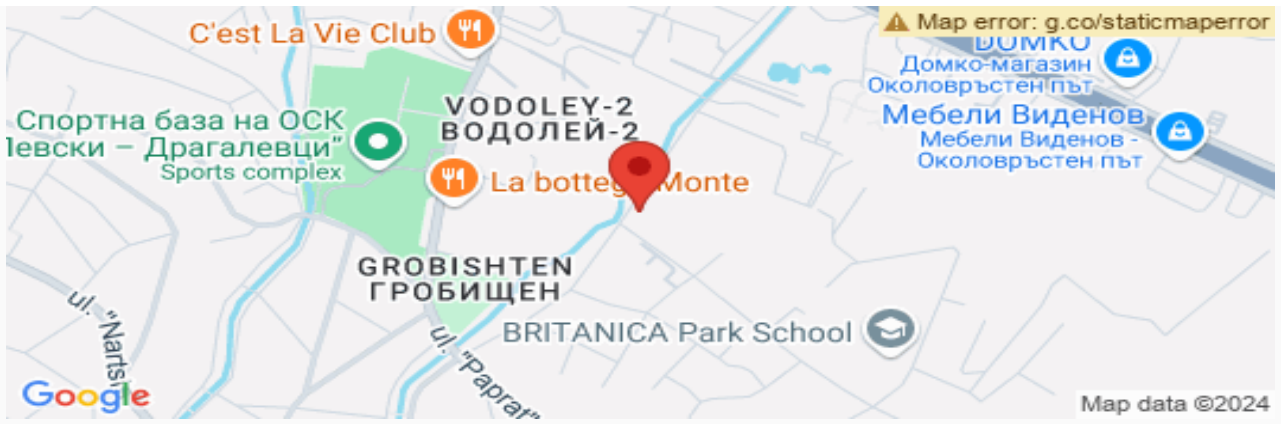 C'est La Vie Club
Map error: g.co/staticmaperror
DOMKO
Домко-магазин
Околовръстен път
VODOLEY-2
ВОДОЛЕЙ-2
Мебели Виденов
Мебели Виденов -
Околовръстен път
Спортна база на ОСК
Левски – Драгалевци"
Sports complex
La bottega Monte
GROBISHTEN
ГРОБИЩЕН
BRITANICA Park School
ul. "Narts
ul. "Paprat"
Google
Map data ©2024